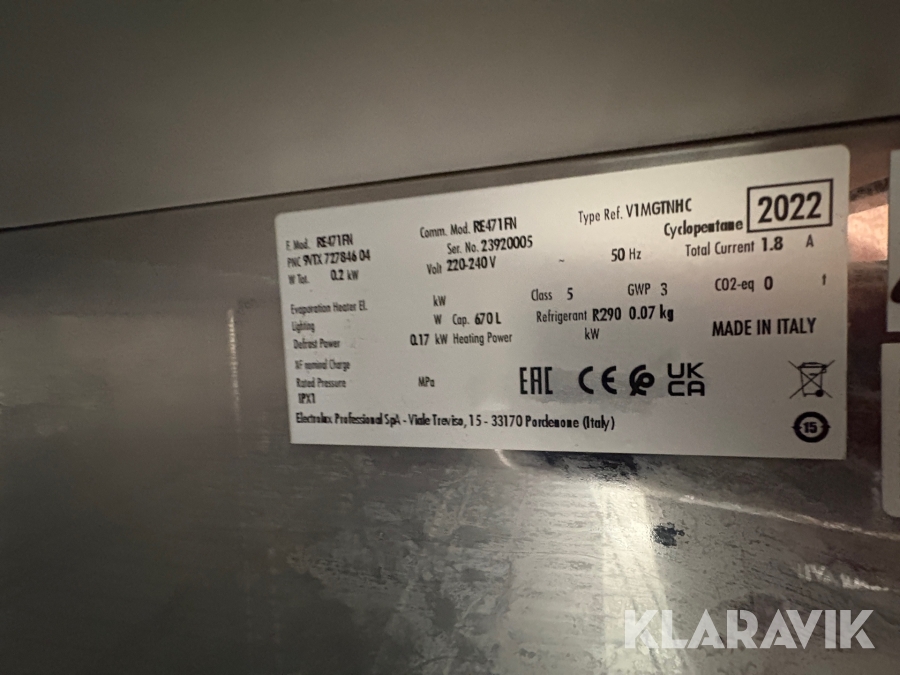 F. Mod. RE471FN Comm. Mod. RE471FN Type Ref. V1MGTNHC 2022
PNC 9VTX 727846 04 Ser. No. 23920005 Cyclopentane
W Tot. 0.2 kW Volt 220-240 V ~ 50 Hz Total Current 1.8 A
Evaporation Heater El. kW Class 5 GWP 3 CO2-eq 0 t
Lighting W Cap. 670 L Refrigerant R290 0.07 kg
Defrost Power 0.17 kW Heating Power kW MADE IN ITALY
NF nominal Charge
Rated Pressure MPa
IPX1 EAC CE UK CA
Electrolux Professional SpA - Viale Treviso, 15 - 33170 Pordenone (Italy) 15
KLARAVIK